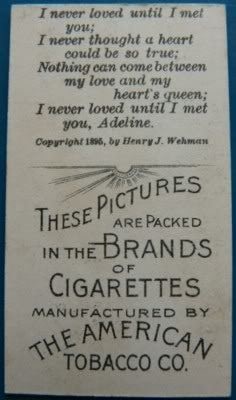 I never loved until I met
you;
I never thought a heart
could be so true;
Nothing can come between
my love and my
heart's queen;
I never loved until I met
you, Adeline.
Copyright 1895, by Henry J. Wehman
THESE PICTURES
ARE PACKED
IN THE BRANDS
OF
CIGARETTES
MANUFACTURED BY
THE AMERICAN
TOBACCO CO.